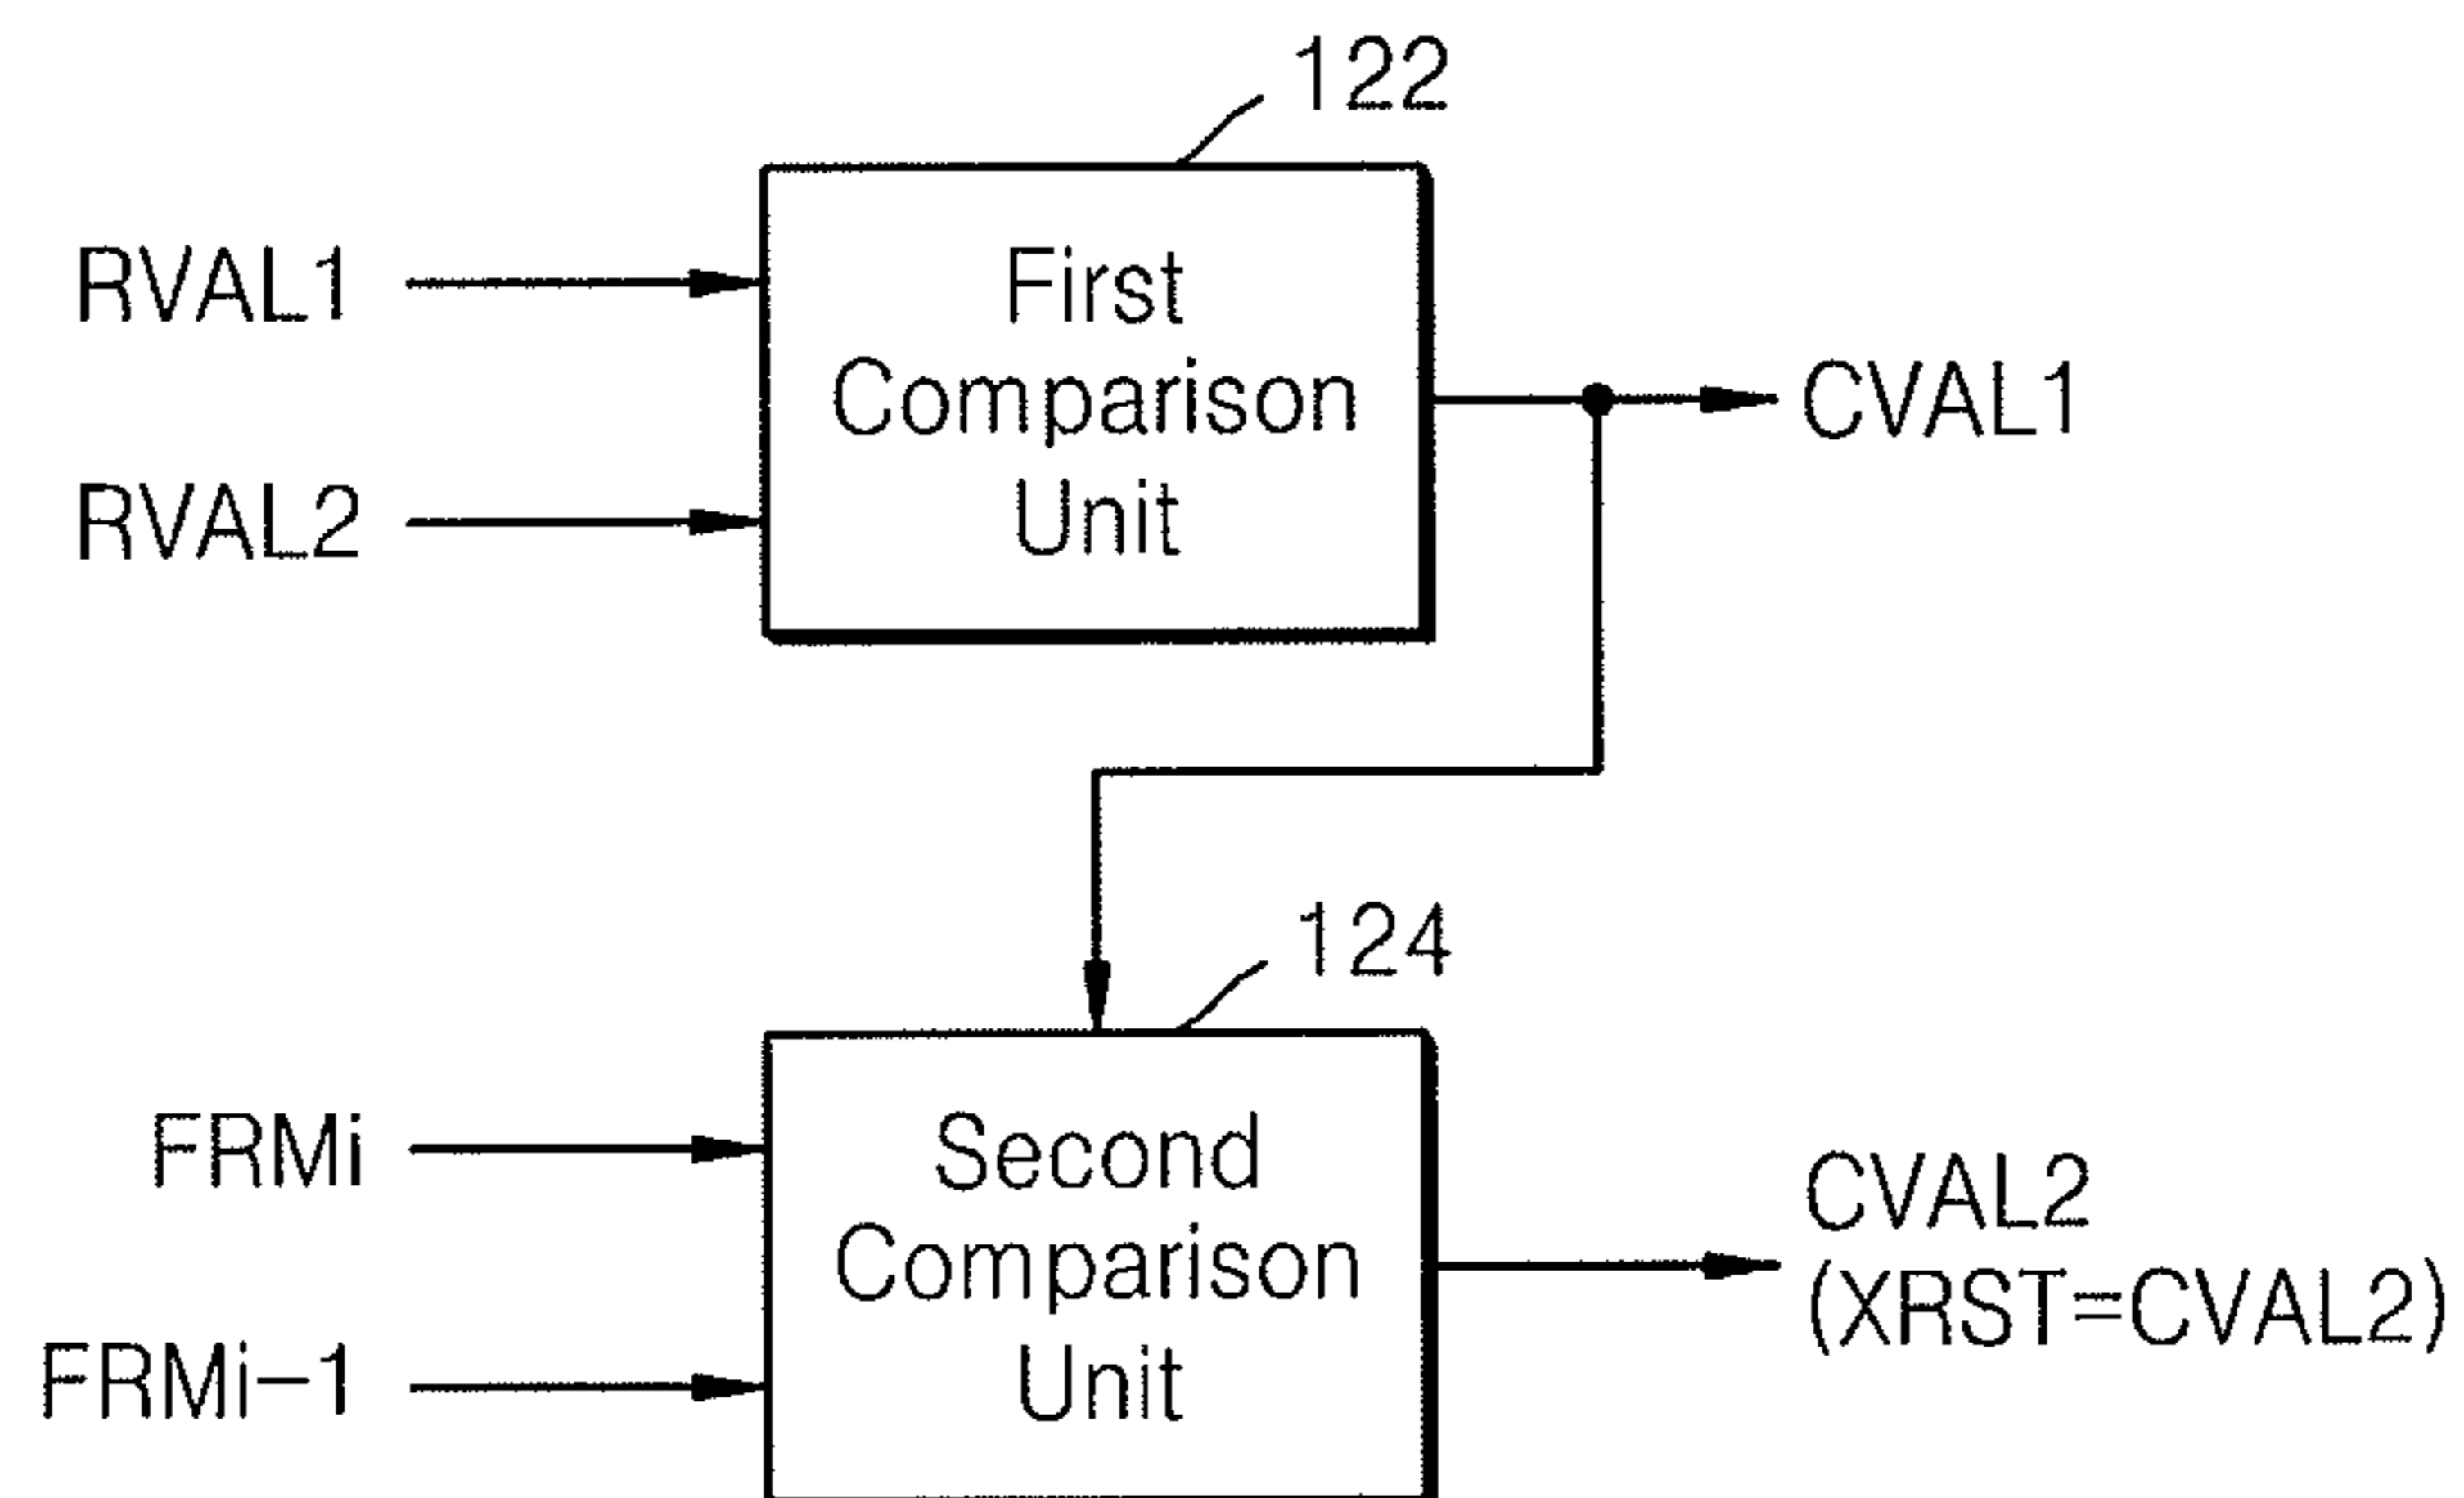 122
RVAL1
First
Comparison
Unit
RVAL2
CVAL1
124
FRMi
Second
Comparison
Unit
FRMi-1
CVAL2
(XRST=CVAL2)